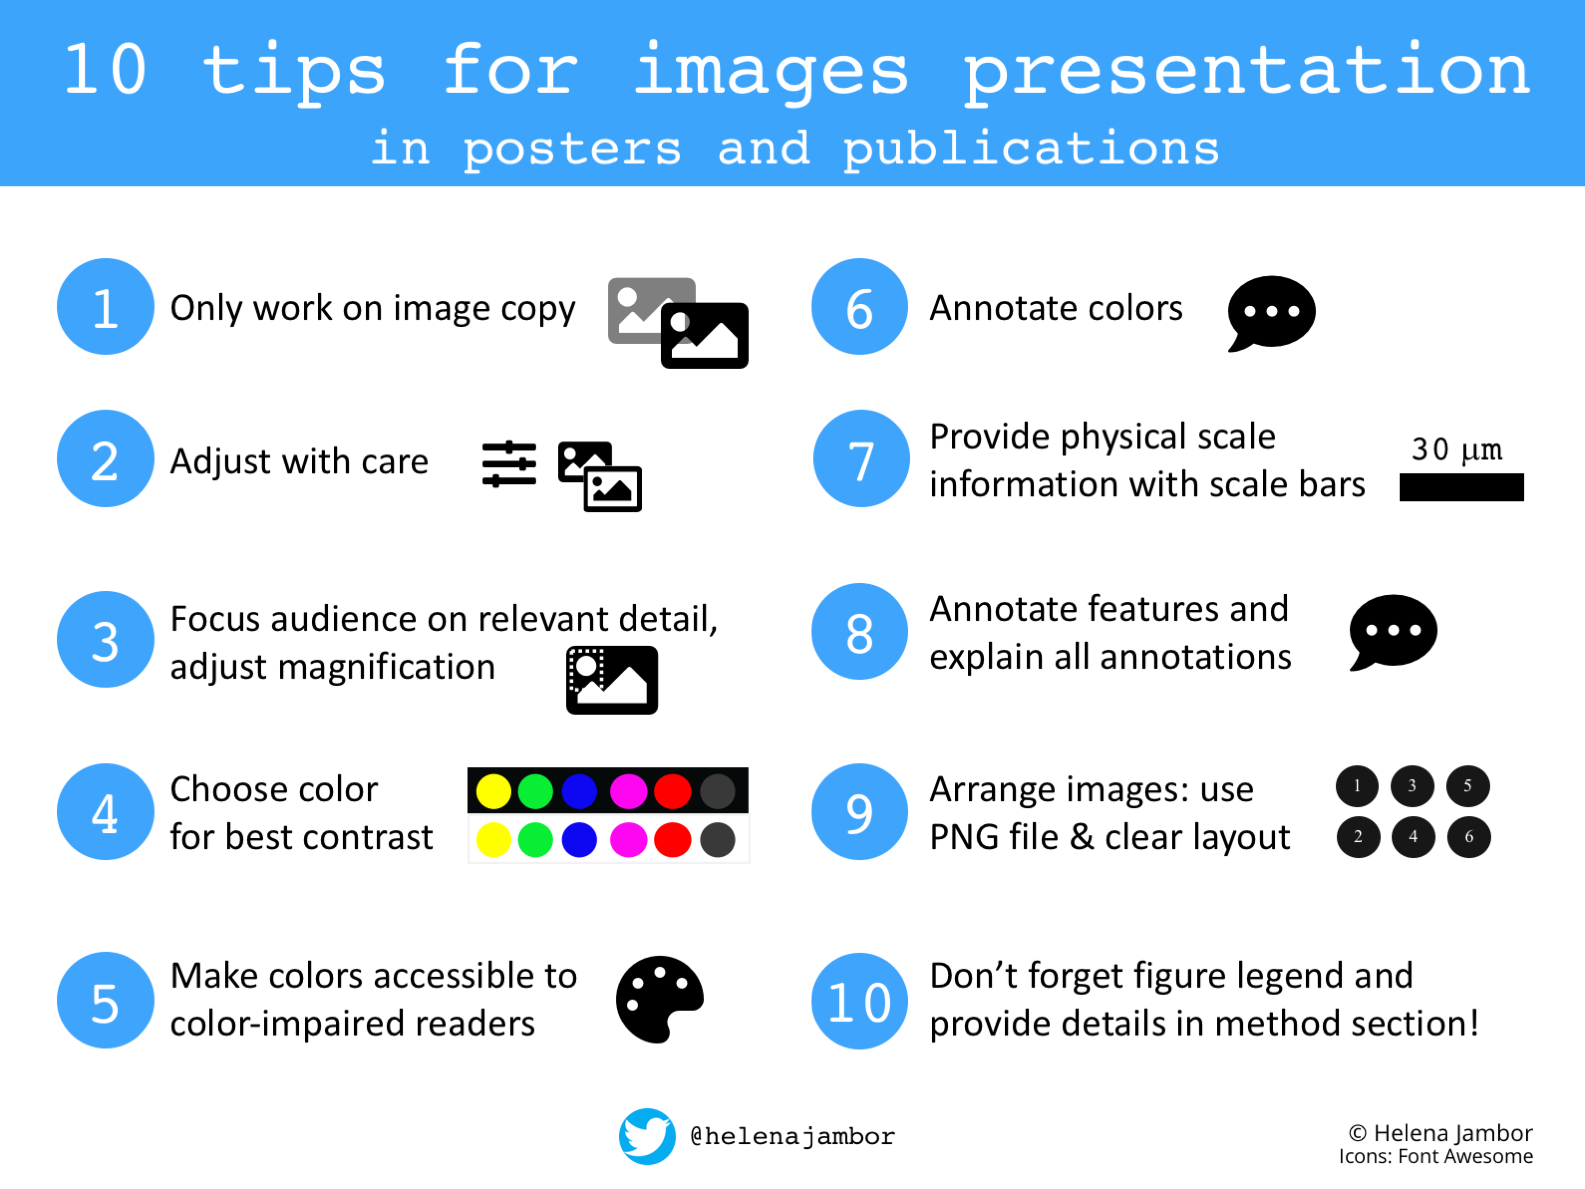 10 tips for images presentation
in posters and publications
1
Only work on image copy
2
Adjust with care
3
Focus audience on relevant detail,
adjust magnification
4
Choose color
for best contrast
5
Make colors accessible to
color-impaired readers
6
Annotate colors
7
Provide physical scale
information with scale bars
30 µm
8
Annotate features and
explain all annotations
9
Arrange images: use
PNG file & clear layout
1 3 5
2 4 6
10
Don’t forget figure legend and
provide details in method section!
@helenajambor
© Helena Jambor
Icons: Font Awesome